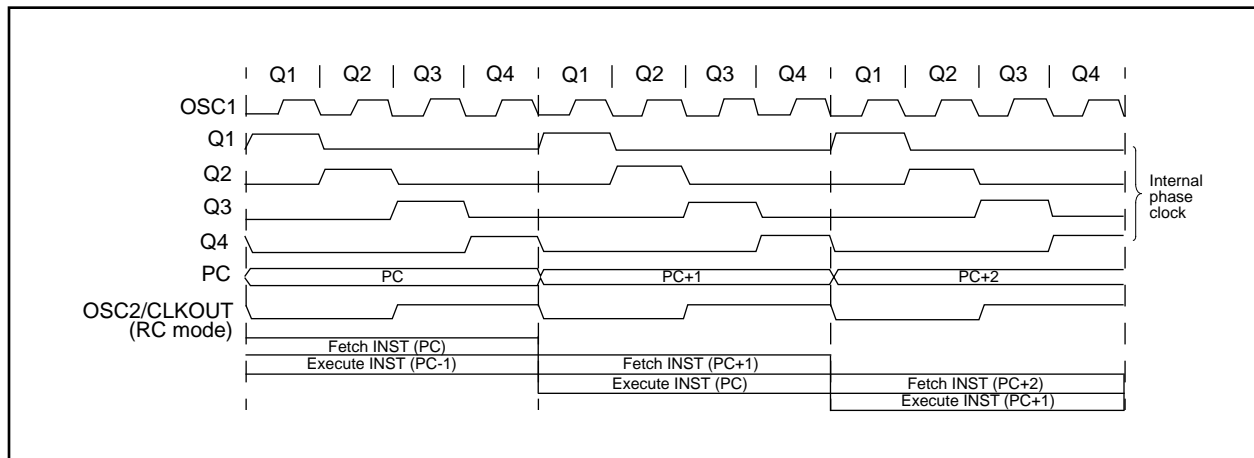 Q1 Q2 Q3 Q4 Q1 Q2 Q3 Q4 Q1 Q2 Q3 Q4
OSC1
Q1
Q2
Internal
phase
clock
Q3
Q4
PC PC PC+1 PC+2
OSC2/CLKOUT
(RC mode)
Fetch INST (PC)
Execute INST (PC-1) Fetch INST (PC+1)
Execute INST (PC) Fetch INST (PC+2)
Execute INST (PC+1)